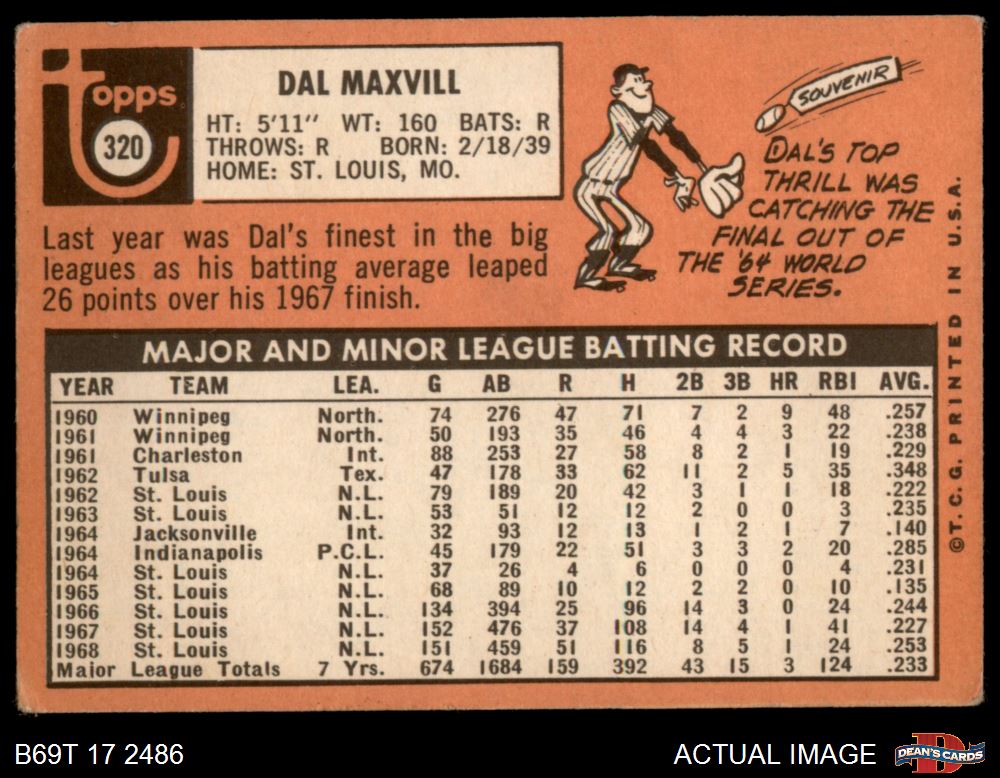 Topps
320
DAL MAXVILL
HT: 5'11" WT: 160 BATS: R
THROWS: R BORN: 2/18/39
HOME: ST. LOUIS, MO.
Last year was Dal's finest in the big
leagues as his batting average leaped
26 points over his 1967 finish.
SOUVENIR
DAL'S TOP
THRILL WAS
CATCHING THE
FINAL OUT OF
THE '64 WORLD
SERIES.
MAJOR AND MINOR LEAGUE BATTING RECORD
YEAR TEAM LEA. G AB R H 2B 3B HR RBI AVG.
1960 Winnipeg North. 74 276 47 71 7 2 9 48 .257
1961 Winnipeg North. 50 193 35 46 4 4 3 22 .238
1961 Charleston Int. 88 253 27 58 8 2 1 19 .229
1962 Tulsa Tex. 47 178 33 62 11 2 5 35 .348
1962 St. Louis N.L. 79 189 20 42 3 1 1 18 .222
1963 St. Louis N.L. 53 51 12 12 2 0 0 3 .235
1964 Jacksonville Int. 32 93 12 13 1 2 1 7 .140
1964 Indianapolis P.C.L. 45 179 22 51 3 3 2 20 .285
1964 St. Louis N.L. 37 26 4 6 0 0 0 4 .231
1965 St. Louis N.L. 68 89 10 12 2 2 0 10 .135
1966 St. Louis N.L. 134 394 25 96 14 3 0 24 .244
1967 St. Louis N.L. 152 476 37 108 14 4 1 41 .227
1968 St. Louis N.L. 151 459 51 116 8 5 1 24 .253
Major League Totals 7 Yrs. 674 1684 159 392 43 15 3 124 .233
©T. C. G. PRINTED IN U.S.A.
B69T 17 2486
ACTUAL IMAGE
D
DEAN'S CARDS